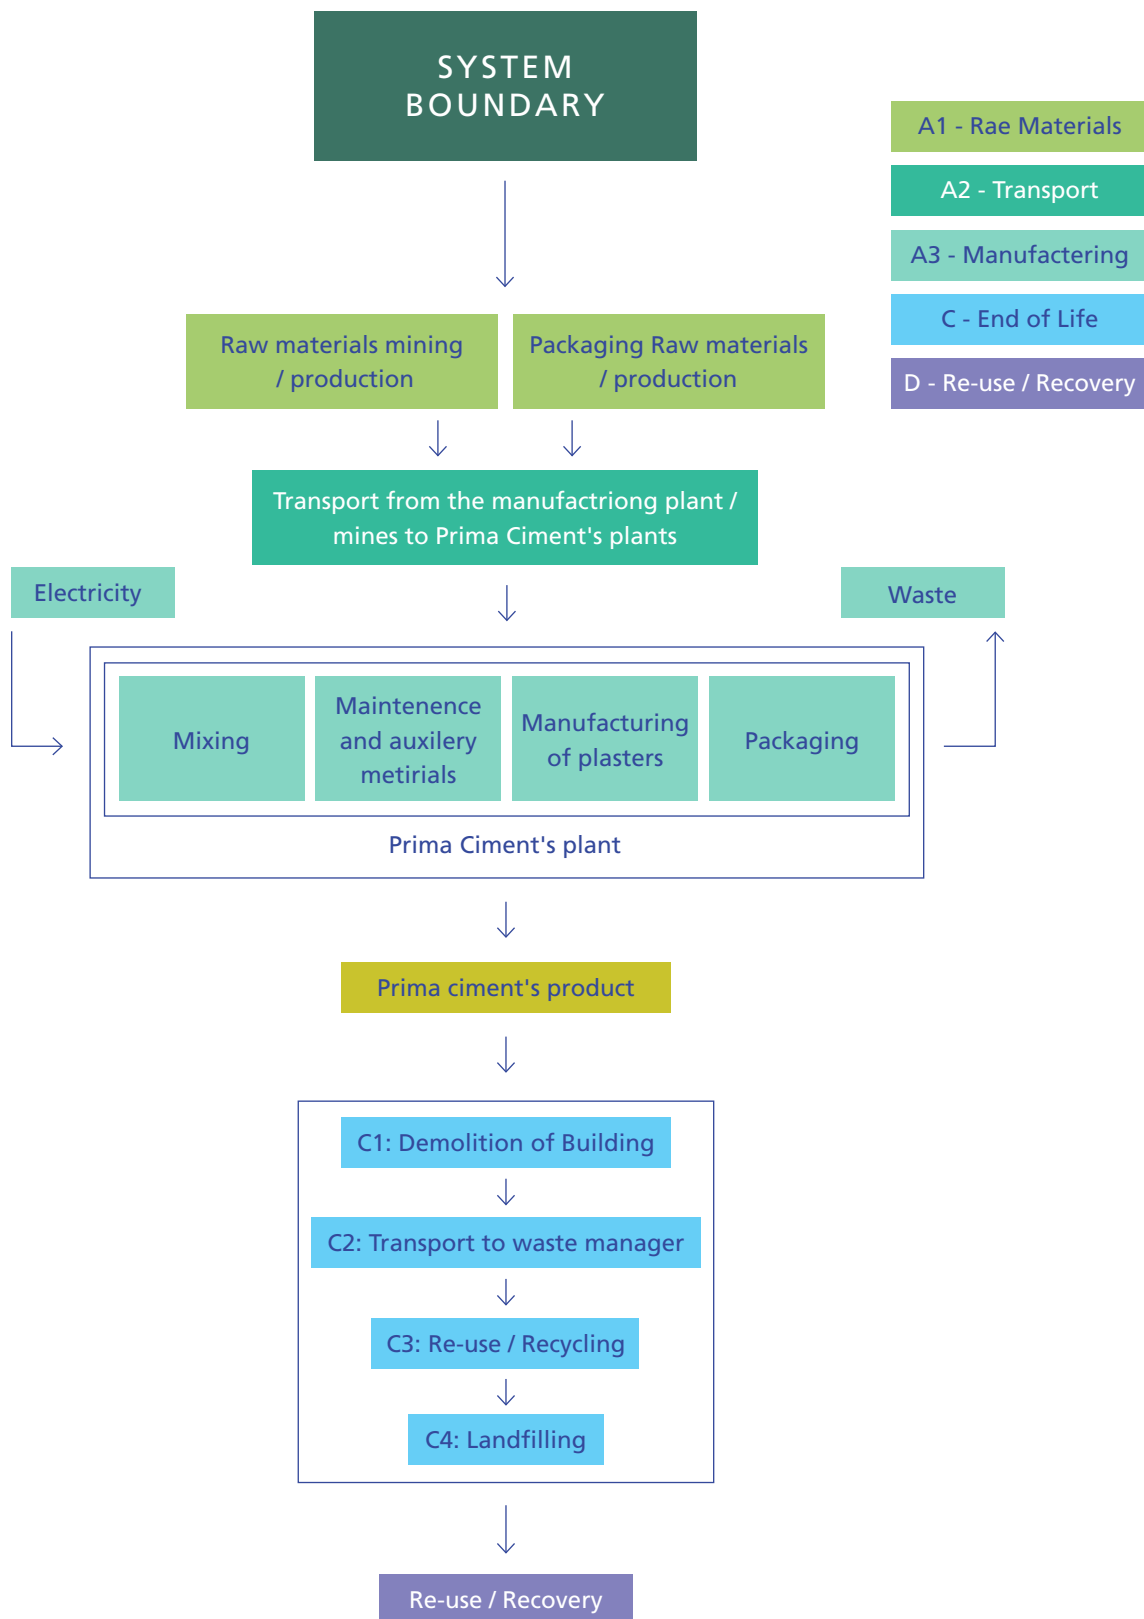 SYSTEM
BOUNDARY
A1 - Rae Materials
A2 - Transport
A3 - Manufactering
C - End of Life
D - Re-use / Recovery
Raw materials mining
/ production
Packaging Raw materials
/ production
Transport from the manufactriong plant /
mines to Prima Ciment's plants
Electricity
Waste
Mixing
Maintenence
and auxilery
metirials
Manufacturing
of plasters
Packaging
Prima Ciment's plant
Prima ciment's product
C1: Demolition of Building
C2: Transport to waste manager
C3: Re-use / Recycling
C4: Landfilling
Re-use / Recovery